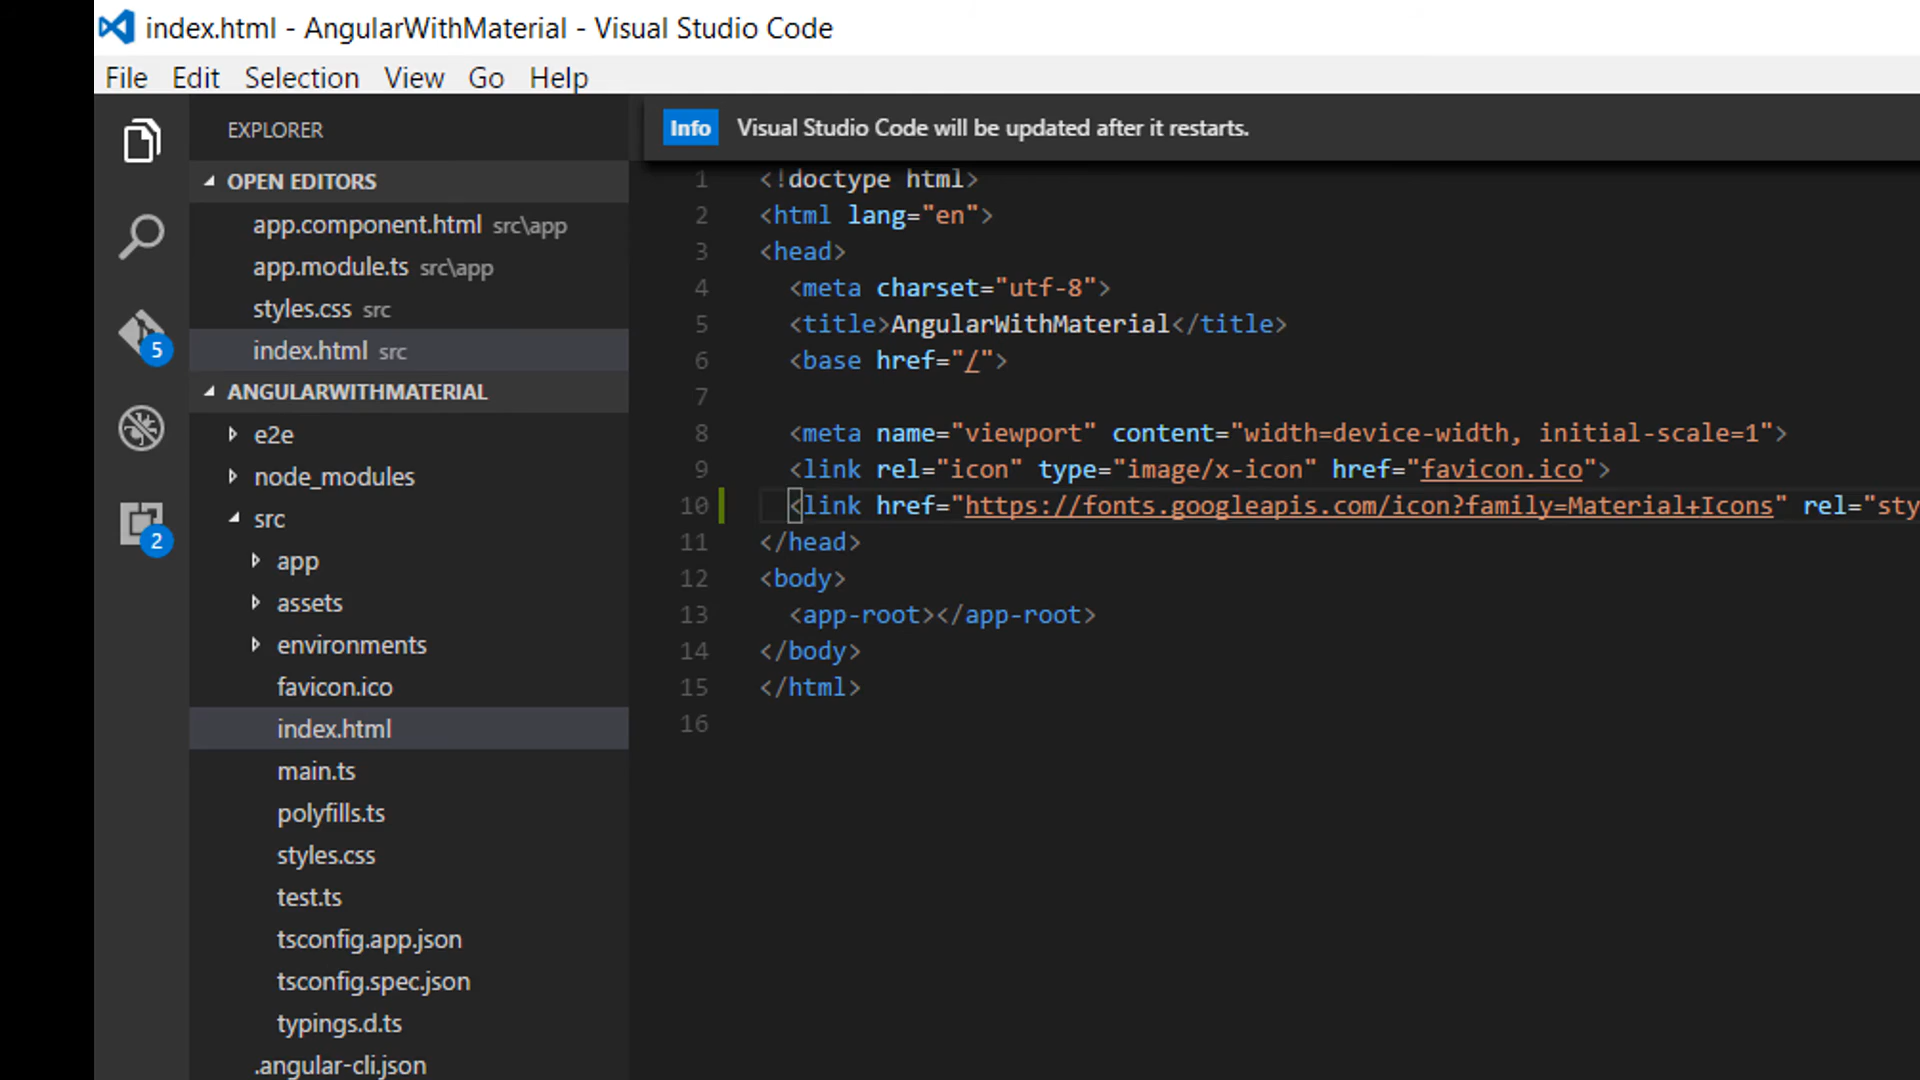 index.html - AngularWithMaterial - Visual Studio Code
File Edit Selection View Go Help
EXPLORER
OPEN EDITORS
app.component.html src\app
app.module.ts src\app
styles.css src
index.html src
ANGULARWITHMATERIAL
e2e
node_modules
src
app
assets
environments
favicon.ico
index.html
main.ts
polyfills.ts
styles.css
test.ts
tsconfig.app.json
tsconfig.spec.json
typings.d.ts
.angular-cli.json
5
2
Info Visual Studio Code will be updated after it restarts.
1 <!doctype html>
2 <html lang="en">
3 <head>
4 <meta charset="utf-8">
5 <title>AngularWithMaterial</title>
6 <base href="/">
7
8 <meta name="viewport" content="width=device-width, initial-scale=1">
9 <link rel="icon" type="image/x-icon" href="favicon.ico">
10 <link href="https://fonts.googleapis.com/icon?family=Material+Icons" rel="sty
11 </head>
12 <body>
13 <app-root></app-root>
14 </body>
15 </html>
16